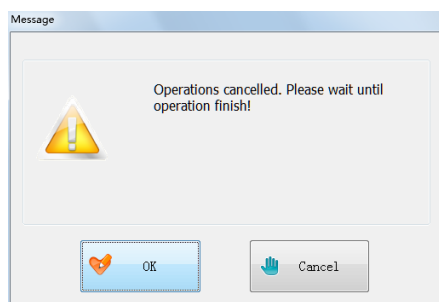 Message
Operations cancelled. Please wait until
operation finish!
OK
Cancel